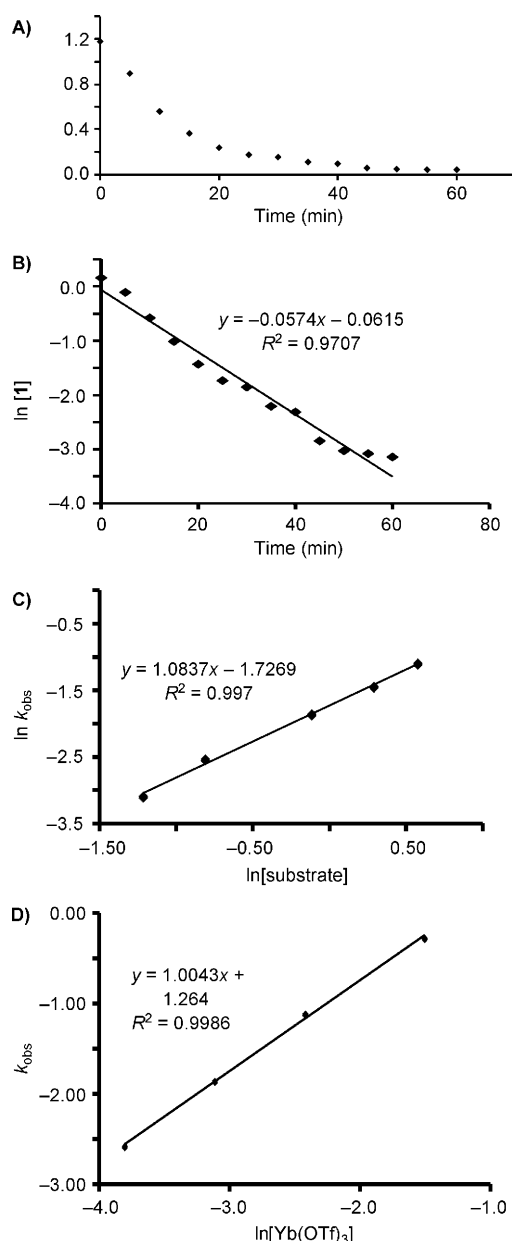 A)
1.2
0.8
0.4
0.0
0 20 40 60
Time (min)
B)
0.0
y = –0.0574x – 0.0615
R² = 0.9707
–1.0
ln [1]
–2.0
–3.0
–4.0
0 20 40 60 80
Time (min)
C)
–0.5
y = 1.0837x – 1.7269
R² = 0.997
ln kobs
–1.5
–2.5
–3.5
–1.50 –0.50 0.50
ln[substrate]
D)
0.00
y = 1.0043x +
1.264
R² = 0.9986
–1.00
kobs
–2.00
–3.00
–4.0 –3.0 –2.0 –1.0
ln[Yb(OTf)3]